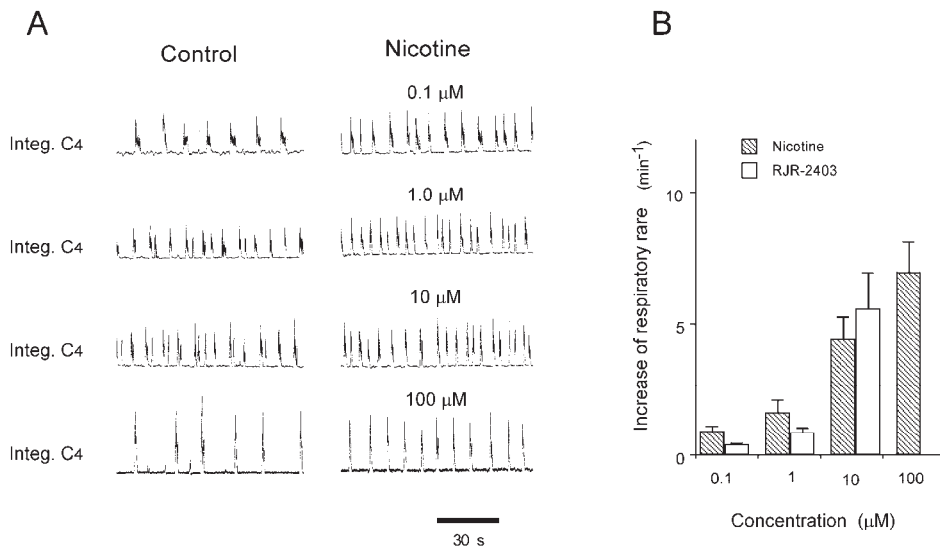 A
Control
Nicotine
0.1 µM
Integ. C4
1.0 µM
Integ. C4
10 µM
Integ. C4
100 µM
Integ. C4
30 s
B
Increase of respiratory rare (min-1)
Nicotine
RJR-2403
10
5
0
0.1
1
10
100
Concentration (µM)